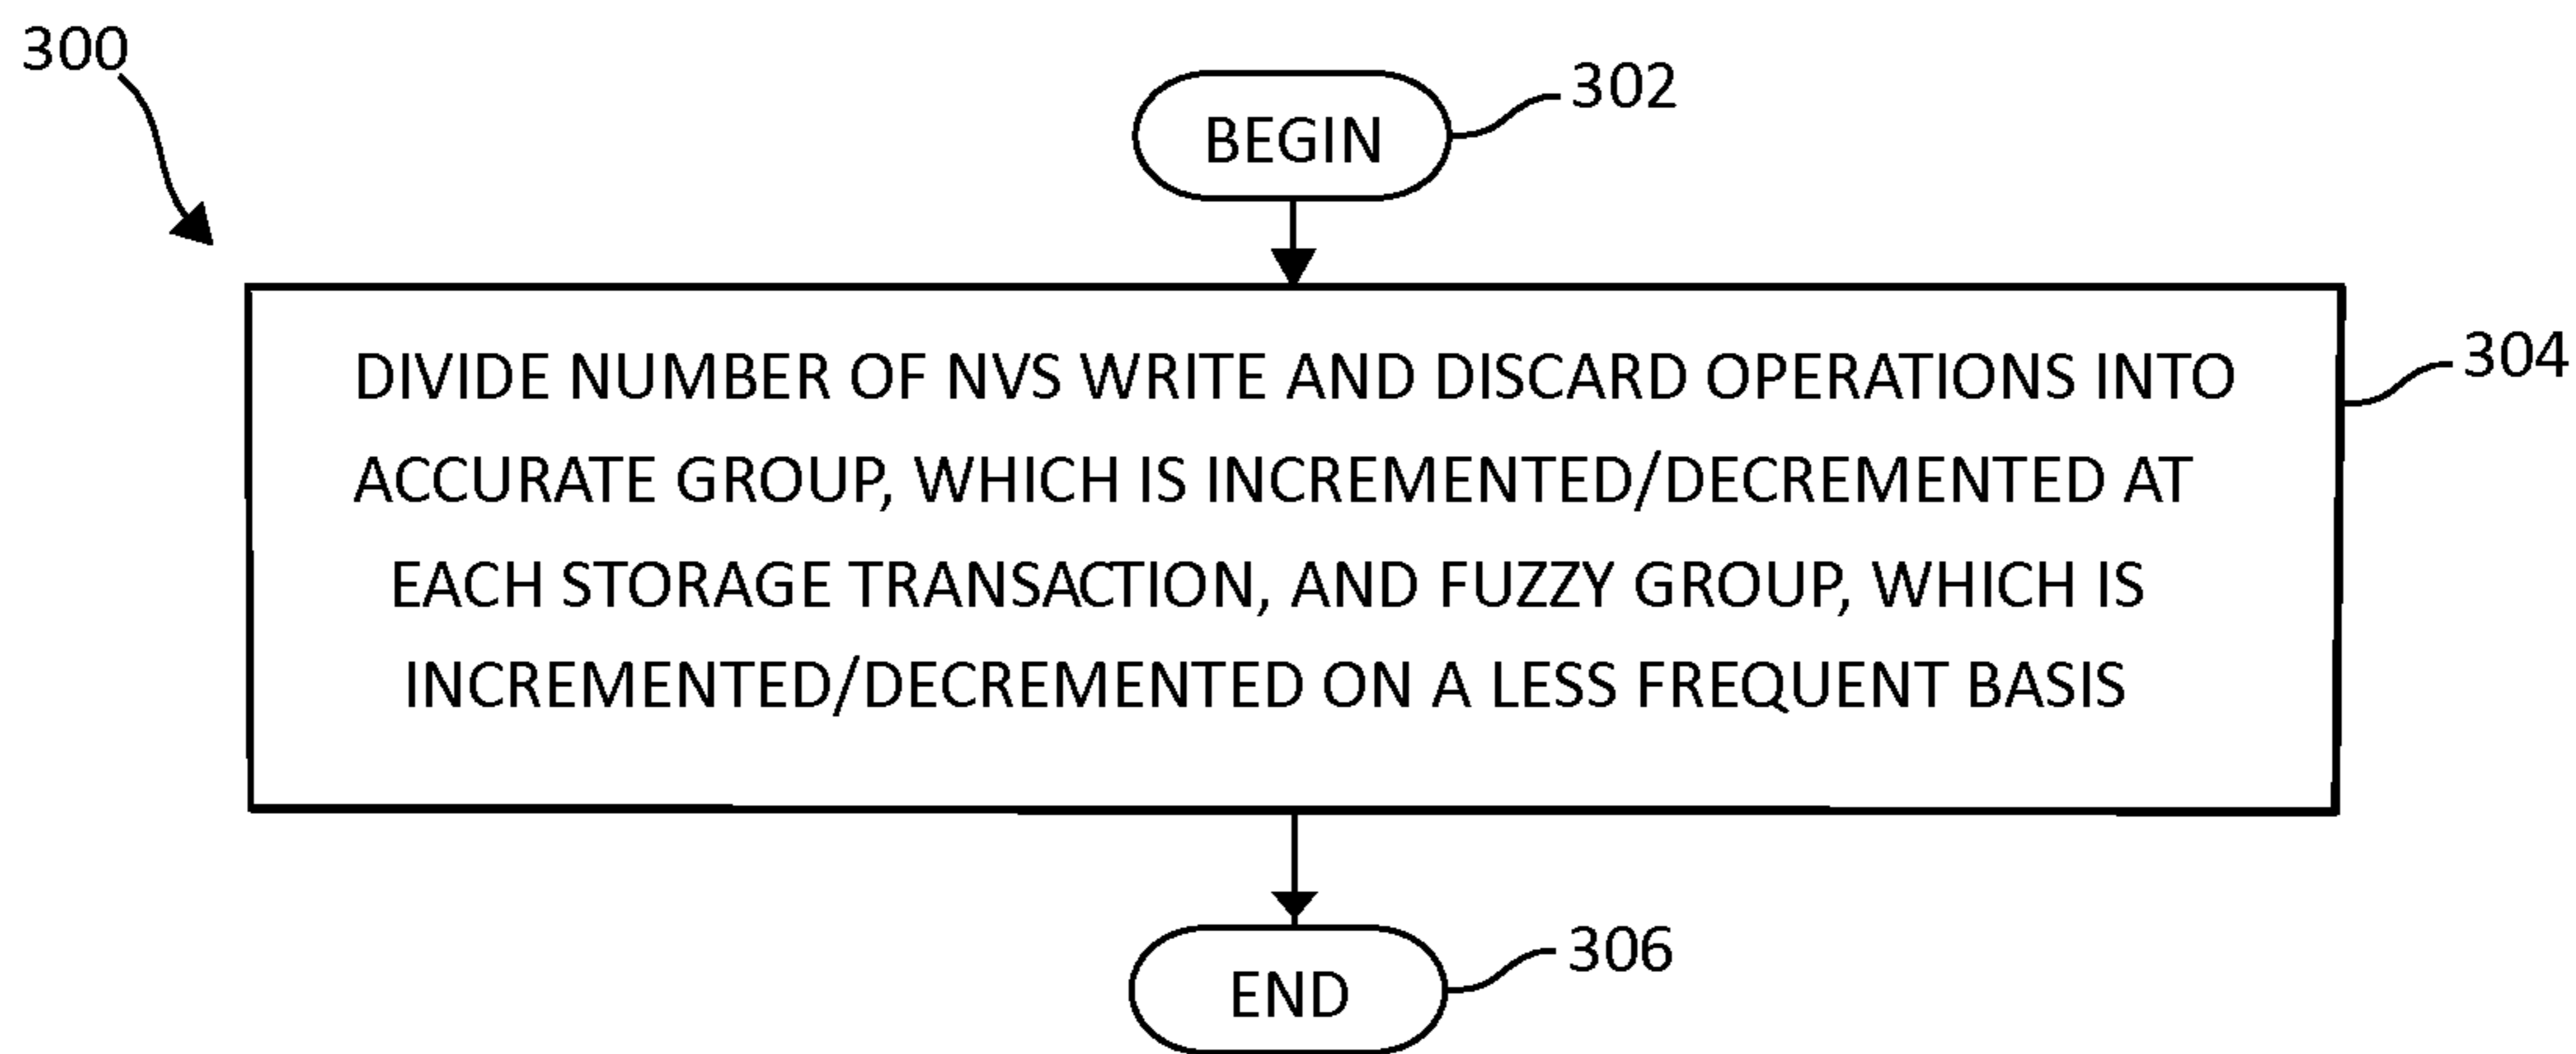 300
302
BEGIN
304
DIVIDE NUMBER OF NVS WRITE AND DISCARD OPERATIONS INTO
ACCURATE GROUP, WHICH IS INCREMENTED/DECREMENTED AT
EACH STORAGE TRANSACTION, AND FUZZY GROUP, WHICH IS
INCREMENTED/DECREMENTED ON A LESS FREQUENT BASIS
306
END